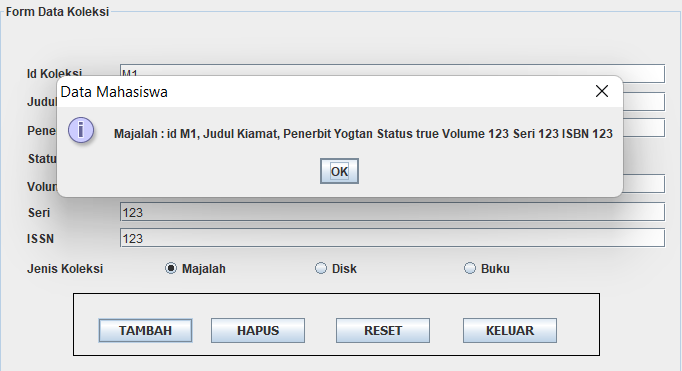 Form Data Koleksi
Id Koleksi M1
Data Mahasiswa
Judu
Majalah : id M1, Judul Kiamat, Penerbit Yogtan Status true Volume 123 Seri 123 ISBN 123
Pene
Statu
OK
Volun
Seri 123
ISSN 123
Jenis Koleksi Majalah Disk Buku
TAMBAH HAPUS RESET KELUAR